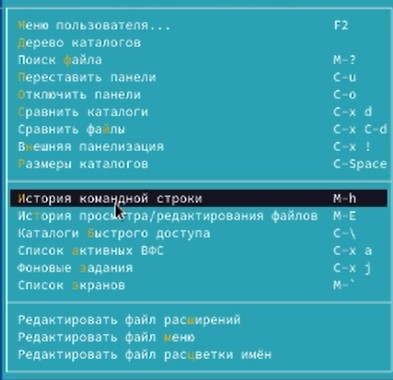 Меню пользователя... F2
Дерево каталогов
Поиск файла M-?
Переставить панели C-u
Отключить панели C-o
Сравнить каталоги C-x d
Сравнить файлы C-x C-d
Внешняя панелизация C-x !
Размеры каталогов C-Space
История командной строки M-h
История просмотра/редактирования файлов M-E
Каталоги быстрого доступа C-\
Список активных ВФС C-x a
Фоновые задания C-x j
Список экранов M-`
Редактировать файл расширений
Редактировать файл меню
Редактировать файл расцветки имён